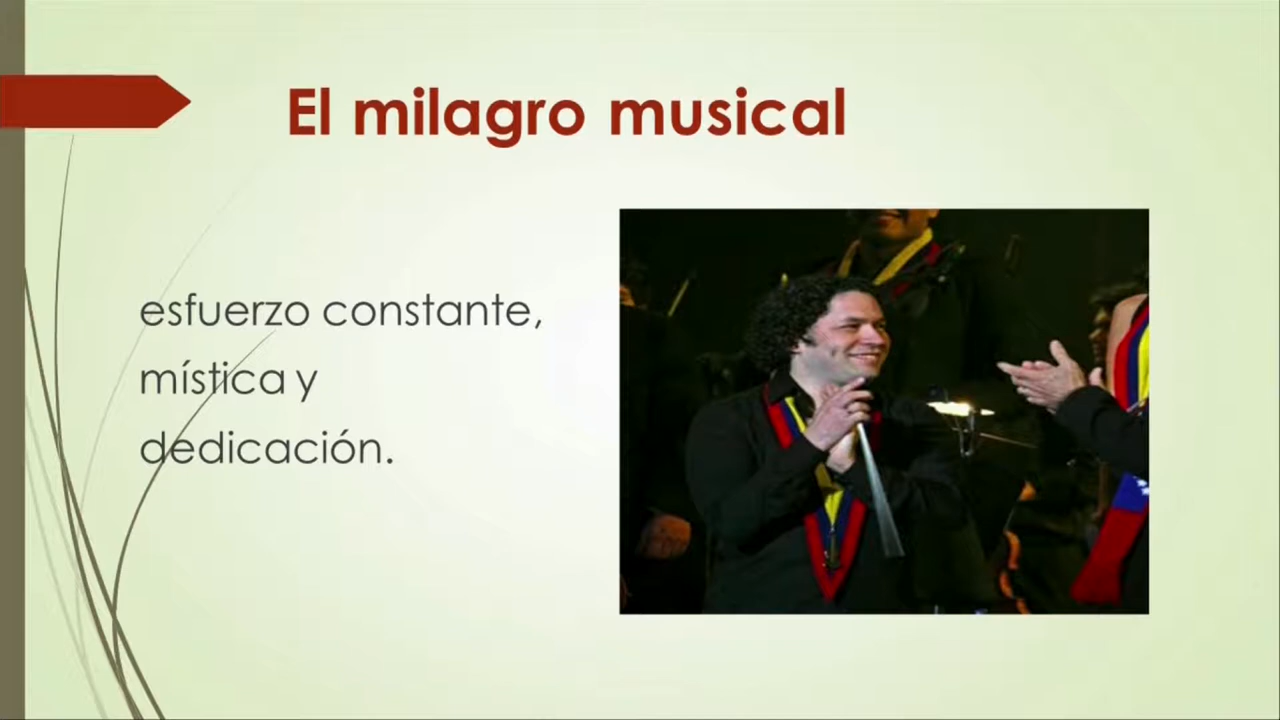 El milagro musical
esfuerzo constante,
mística y
dedicación.